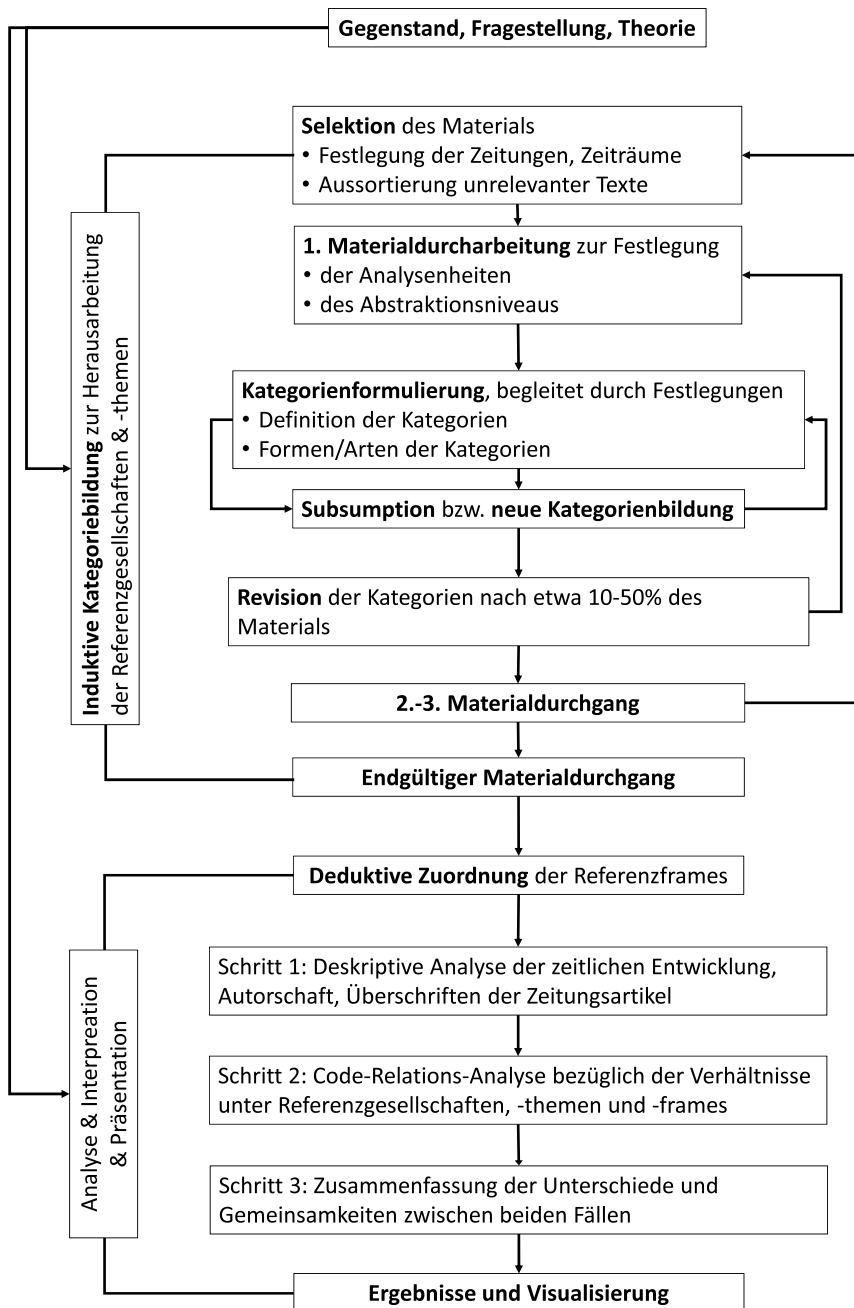 Gegenstand, Fragestellung, Theorie
Selektion des Materials
• Festlegung der Zeitungen, Zeiträume
• Aussortierung unrelevanter Texte
1. Materialdurcharbeitung zur Festlegung
• der Analysenheiten
• des Abstraktionsniveaus
Kategorienformulierung, begleitet durch Festlegungen
• Definition der Kategorien
• Formen/Arten der Kategorien
Subsumption bzw. neue Kategorienbildung
Revision der Kategorien nach etwa 10-50% des
Materials
2.-3. Materialdurchgang
Endgültiger Materialdurchgang
Induktive Kategoriebildung zur Herausarbeitung
der Referenzgesellschaften & -themen
Deduktive Zuordnung der Referenzframes
Schritt 1: Deskriptive Analyse der zeitlichen Entwicklung,
Autorschaft, Überschriften der Zeitungsartikel
Schritt 2: Code-Relations-Analyse bezüglich der Verhältnisse
unter Referenzgesellschaften, -themen und -frames
Schritt 3: Zusammenfassung der Unterschiede und
Gemeinsamkeiten zwischen beiden Fällen
Ergebnisse und Visualisierung
Analyse & Interpreation
& Präsentation